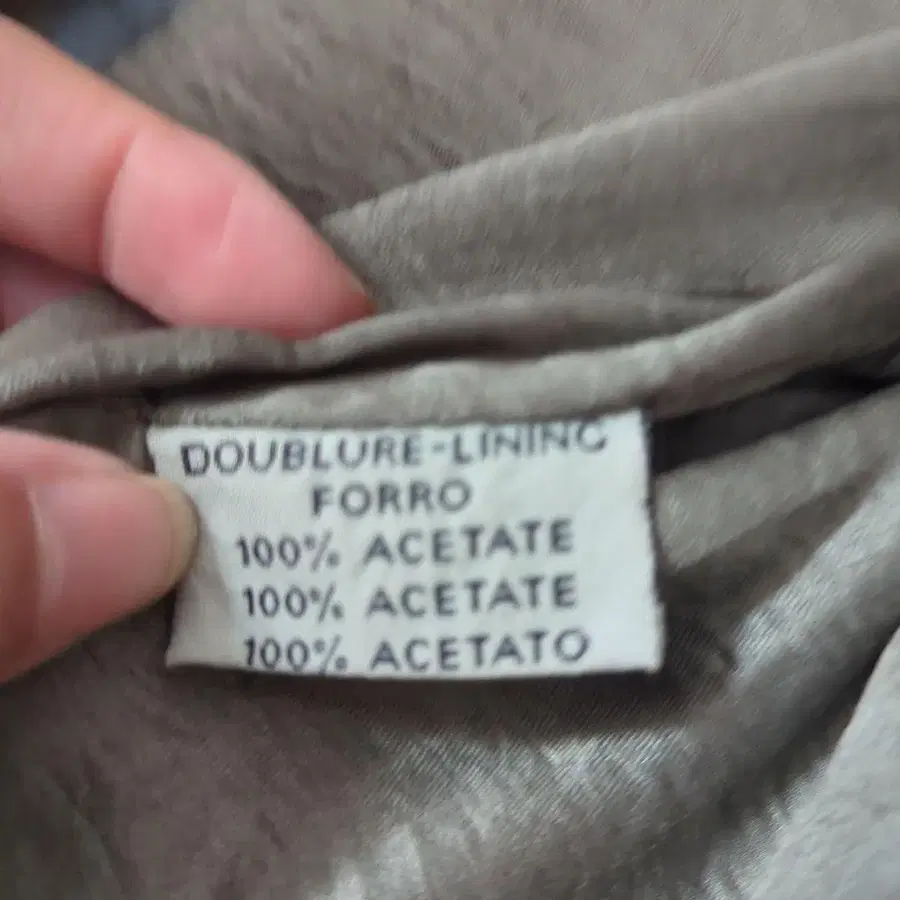 DOUBLURE-LINING
FORRO
100% ACETATE
100% ACETATE
100% ACETATO